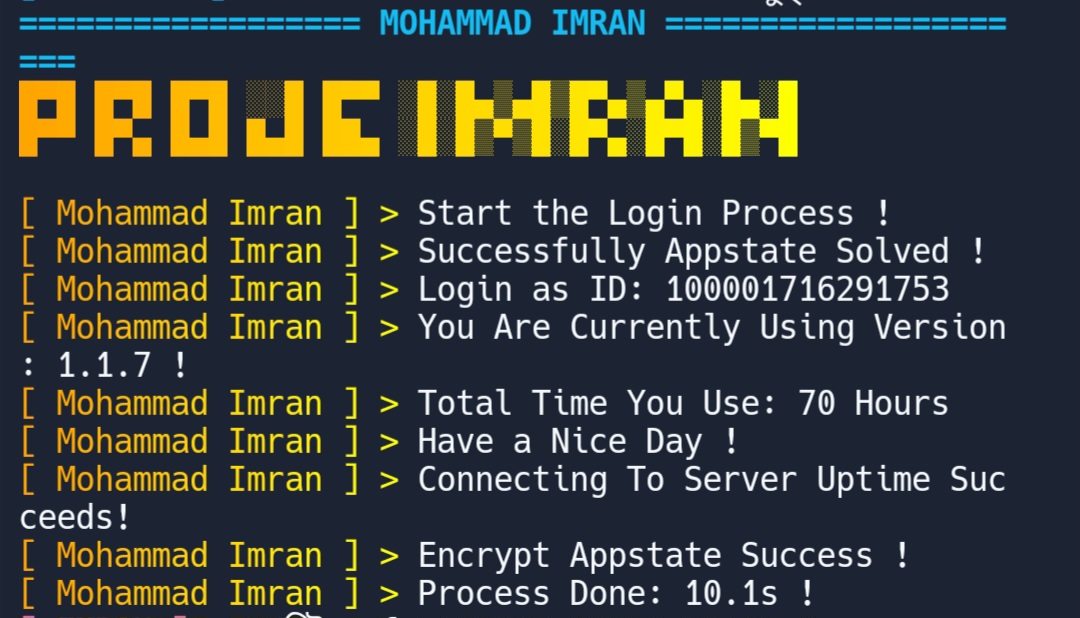 ================== MOHAMMAD IMRAN ==================
===
PROJE IMRAN
[ Mohammad Imran ] > Start the Login Process !
[ Mohammad Imran ] > Successfully Appstate Solved !
[ Mohammad Imran ] > Login as ID: 100001716291753
[ Mohammad Imran ] > You Are Currently Using Version
: 1.1.7 !
[ Mohammad Imran ] > Total Time You Use: 70 Hours
[ Mohammad Imran ] > Have a Nice Day !
[ Mohammad Imran ] > Connecting To Server Uptime Suc
ceeds!
[ Mohammad Imran ] > Encrypt Appstate Success !
[ Mohammad Imran ] > Process Done: 10.1s !